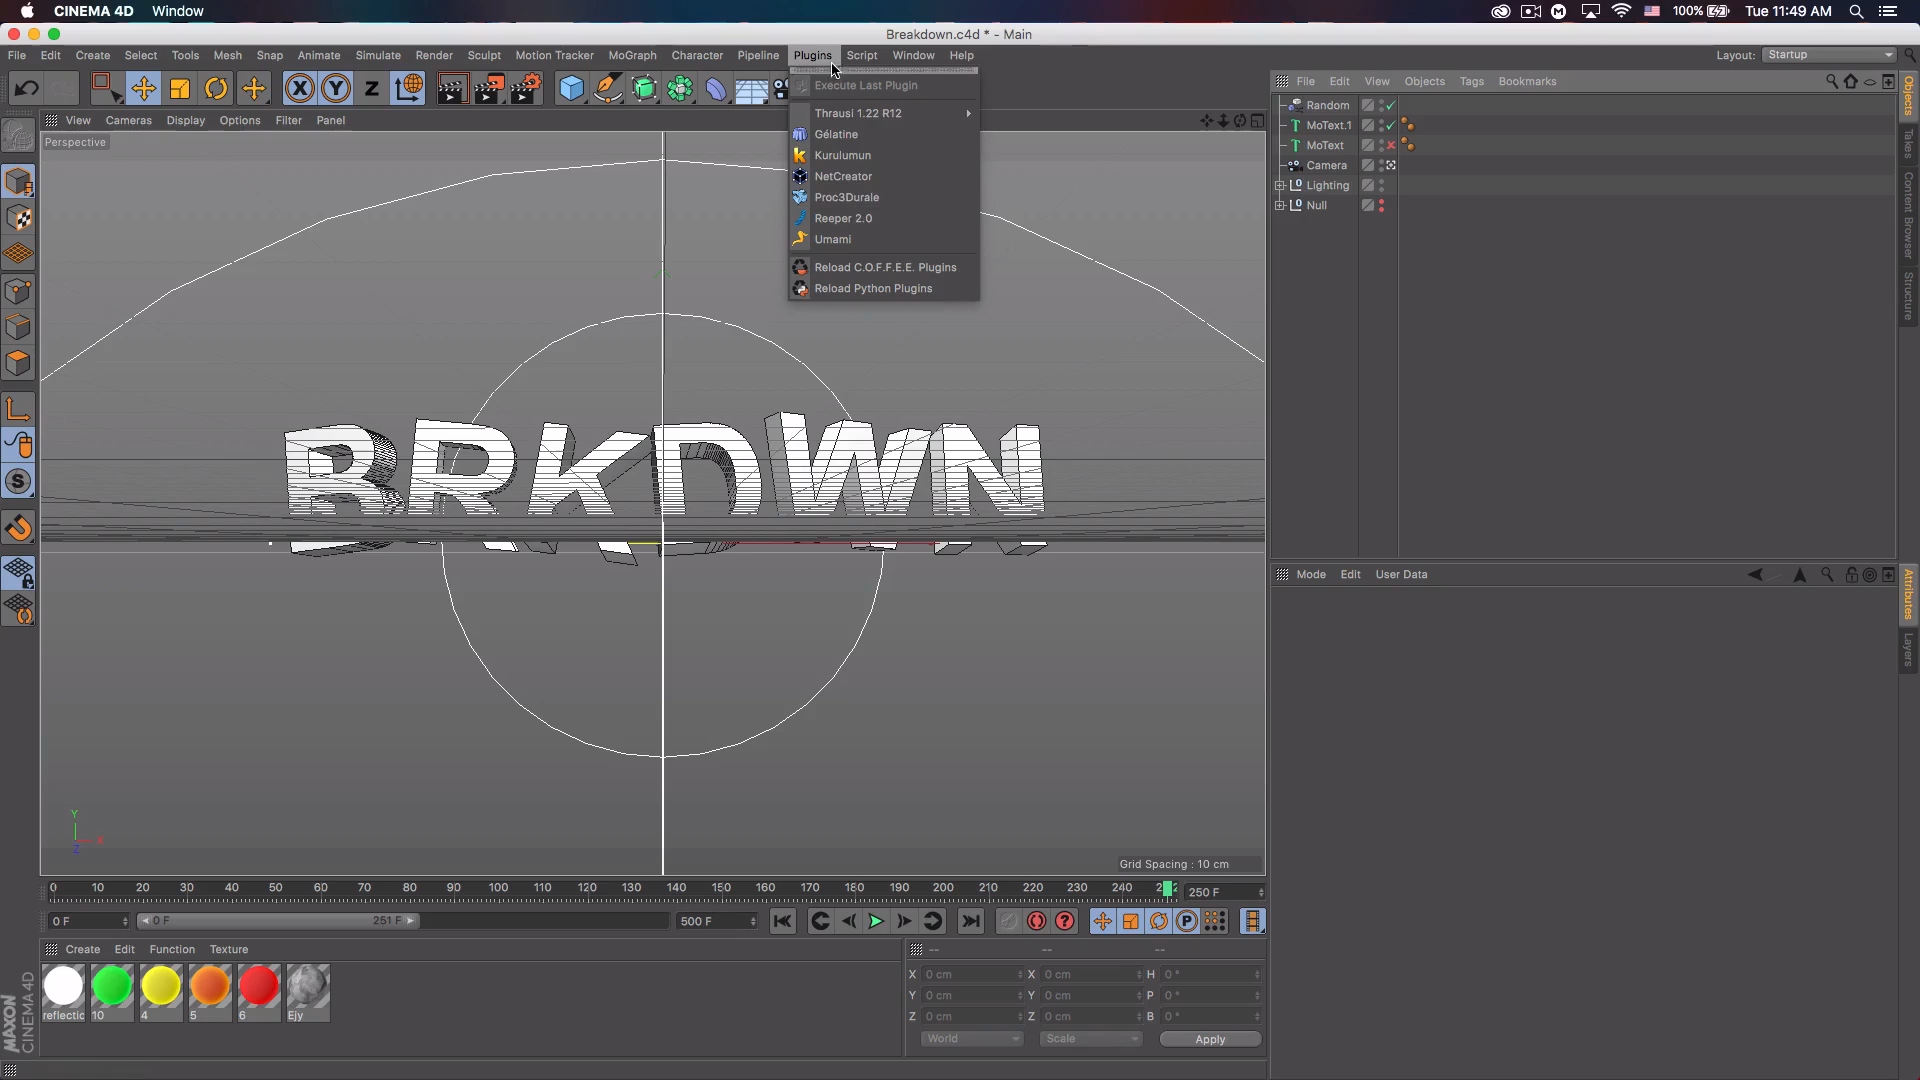 CINEMA 4D Window 100% Tue 11:49 AM
Breakdown.c4d * - Main
File Edit Create Select Tools Mesh Snap Animate Simulate Render Sculpt Motion Tracker MoGraph Character Pipeline Plugins Script Window Help Layout: Startup
X Y Z
File Edit View Objects Tags Bookmarks
Execute Last Plugin
Thrausi 1.22 R12
Gélatine
Kurulumun
NetCreator
Proc3Durale
Reeper 2.0
Umami
Reload C.O.F.F.E.E. Plugins
Reload Python Plugins
View Cameras Display Options Filter Panel
Perspective
Random
MoText.1
MoText
Camera
Lighting
Null
Objects
Takes
Content Browser
Structure
BRKDWN
Mode Edit User Data
Attributes
Layers
Y
X
Z
Grid Spacing : 10 cm
0 10 20 30 40 50 60 70 80 90 100 110 120 130 140 150 160 170 180 190 200 210 220 230 240 250 F
0 F 0 F 251 F 500 F
Create Edit Function Texture
-- -- --
reflectic 10 4 5 6 Ejy
X 0 cm X 0 cm H 0 °
Y 0 cm Y 0 cm P 0 °
Z 0 cm Z 0 cm B 0 °
World Scale Apply
MAXON
CINEMA 4D